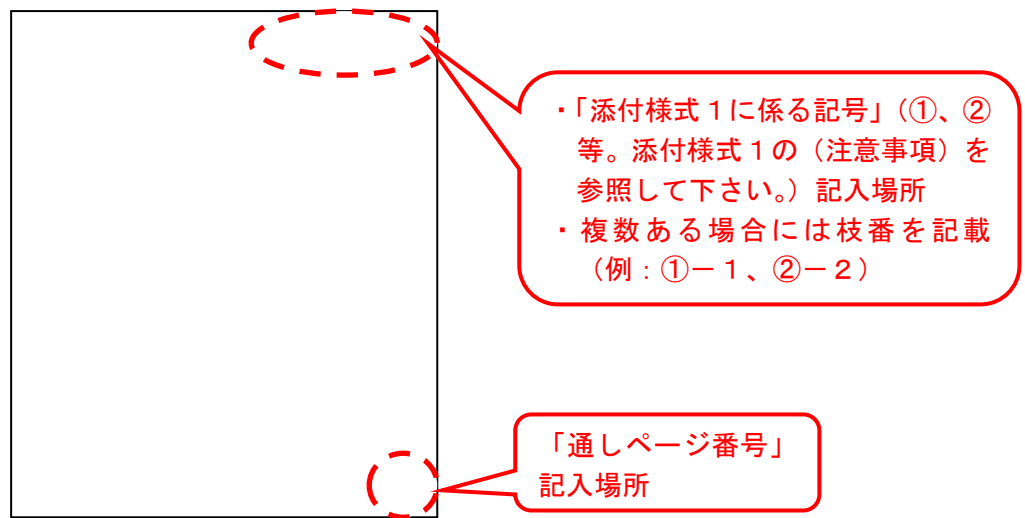 ・「添付様式１に係る記号」（①、②
等。添付様式１の（注意事項）を
参照して下さい。）記入場所
・複数ある場合には枝番を記載
（例：①－１、②－２）
「通しページ番号」
記入場所